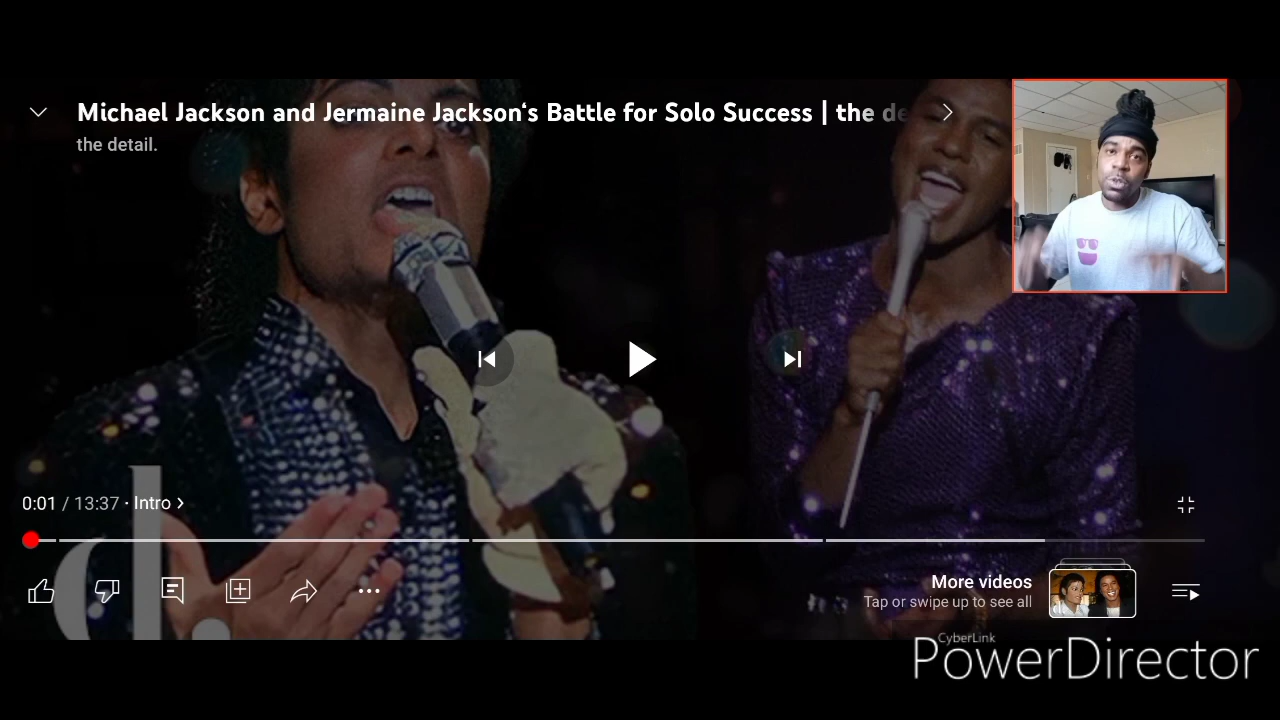 Michael Jackson and Jermaine Jackson's Battle for Solo Success | the de
the detail.
0:01 / 13:37 · Intro
d
More videos
Tap or swipe up to see all
CyberLink
PowerDirector